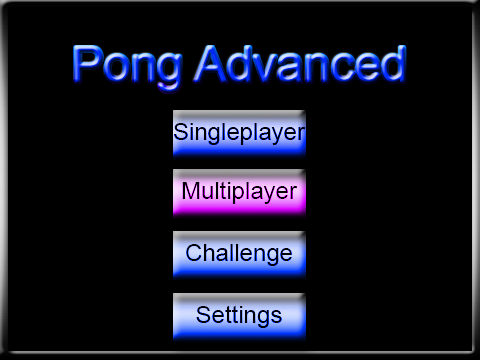 Pong Advanced
Singleplayer
Multiplayer
Challenge
Settings